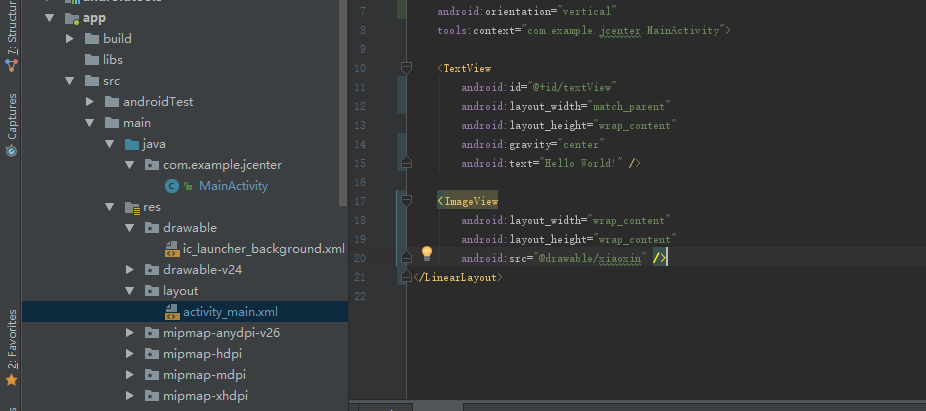 app
build
libs
src
androidTest
main
java
com.example.jcenter
MainActivity
res
drawable
ic_launcher_background.xml
drawable-v24
layout
activity_main.xml
mipmap-anydpi-v26
mipmap-hdpi
mipmap-mdpi
mipmap-xhdpi
7: Structure
Captures
2: Favorites
7 android:orientation="vertical"
8 tools:context="com.example.jcenter.MainActivity">
9
10 <TextView
11 android:id="@+id/textView"
12 android:layout_width="match_parent"
13 android:layout_height="wrap_content"
14 android:gravity="center"
15 android:text="Hello World!" />
16
17 <ImageView
18 android:layout_width="wrap_content"
19 android:layout_height="wrap_content"
20 android:src="@drawable/xiaoxin" />
21 </LinearLayout>
22